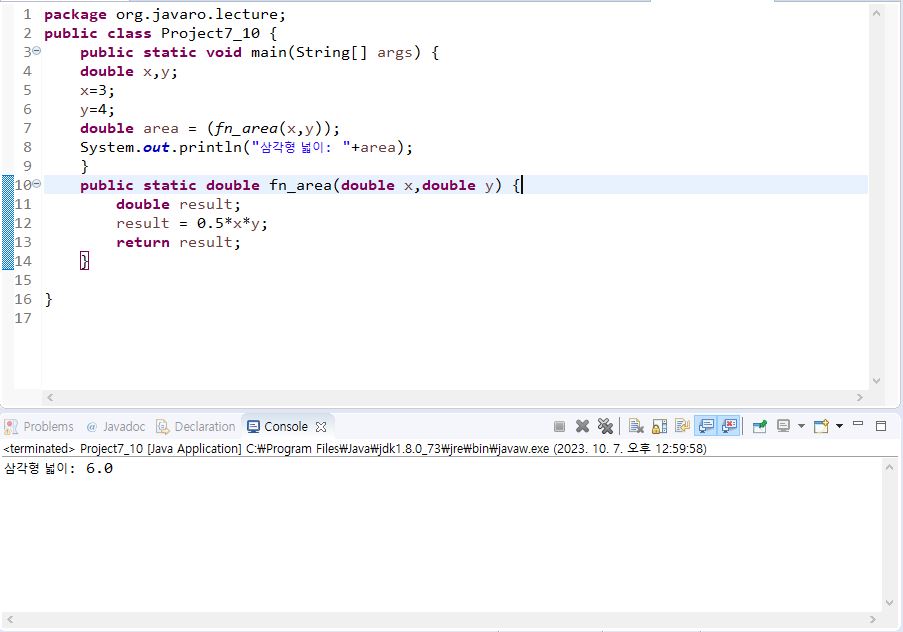 1 package org.javaro.lecture;
2 public class Project7_10 {
3 public static void main(String[] args) {
4 double x,y;
5 x=3;
6 y=4;
7 double area = (fn_area(x,y));
8 System.out.println("삼각형 넓이: "+area);
9 }
10 public static double fn_area(double x,double y) {
11 double result;
12 result = 0.5*x*y;
13 return result;
14 }
15
16 }
17
Problems @ Javadoc Declaration Console
<terminated> Project7_10 [Java Application] C:₩Program Files₩Java₩jdk1.8.0_73₩jre₩bin₩javaw.exe (2023. 10. 7. 오후 12:59:58)
삼각형 넓이: 6.0